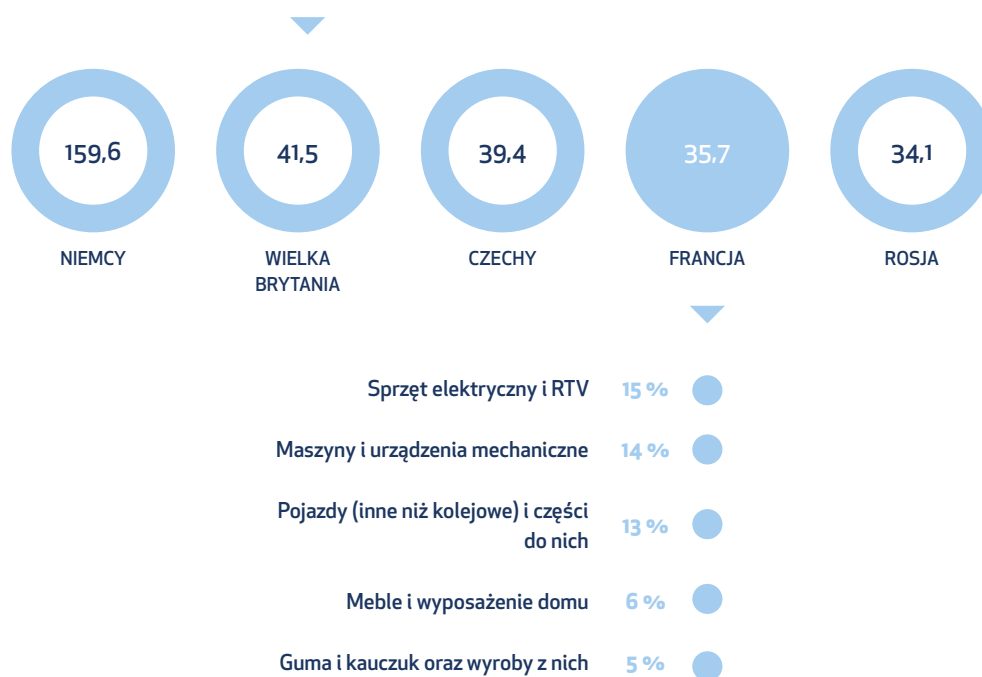 159,6
41,5
39,4
35,7
34,1
NIEMCY
WIELKA
BRYTANIA
CZECHY
FRANCJA
ROSJA
Sprzęt elektryczny i RTV 15 %
Maszyny i urządzenia mechaniczne 14 %
Pojazdy (inne niż kolejowe) i części
do nich
13 %
Meble i wyposażenie domu 6 %
Guma i kauczuk oraz wyroby z nich 5 %